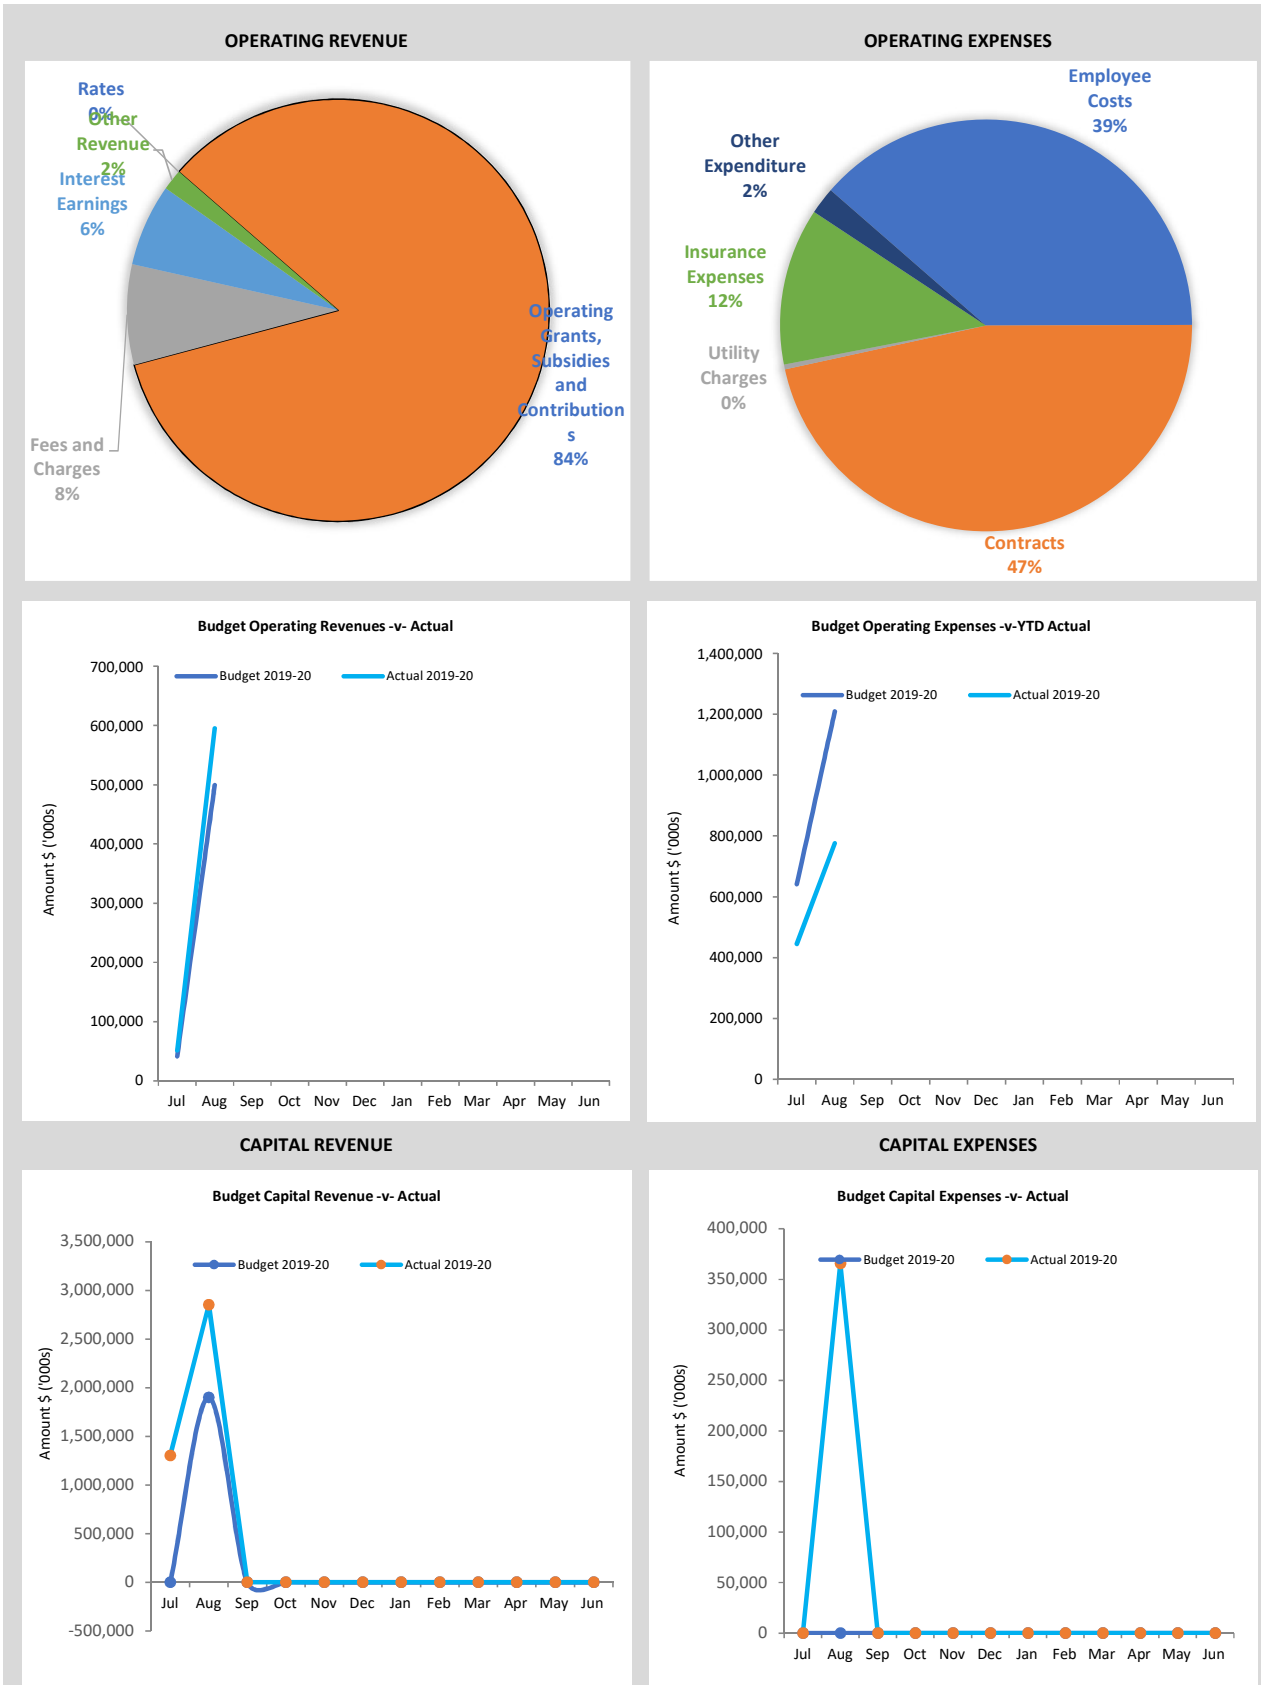 OPERATING REVENUE
OPERATING EXPENSES
Rates
0%
Other
Revenue
2%
Interest
Earnings
6%
Operating
Grants,
Subsidies
and
Contribution
s
84%
Fees and
Charges
8%
Employee
Costs
39%
Other
Expenditure
2%
Insurance
Expenses
12%
Utility
Charges
0%
Contracts
47%
Budget Operating Revenues -v- Actual
Budget 2019-20
Actual 2019-20
Amount $ ('000s)
700,000
600,000
500,000
400,000
300,000
200,000
100,000
0
Jul Aug Sep Oct Nov Dec Jan Feb Mar Apr May Jun
Budget Operating Expenses -v-YTD Actual
Budget 2019-20
Actual 2019-20
Amount $ ('000s)
1,400,000
1,200,000
1,000,000
800,000
600,000
400,000
200,000
0
Jul Aug Sep Oct Nov Dec Jan Feb Mar Apr May Jun
CAPITAL REVENUE
CAPITAL EXPENSES
Budget Capital Revenue -v- Actual
Budget 2019-20
Actual 2019-20
Amount $ ('000s)
3,500,000
3,000,000
2,500,000
2,000,000
1,500,000
1,000,000
500,000
0
-500,000
Jul Aug Sep Oct Nov Dec Jan Feb Mar Apr May Jun
Budget Capital Expenses -v- Actual
Budget 2019-20
Actual 2019-20
Amount $ ('000s)
400,000
350,000
300,000
250,000
200,000
150,000
100,000
50,000
0
Jul Aug Sep Oct Nov Dec Jan Feb Mar Apr May Jun